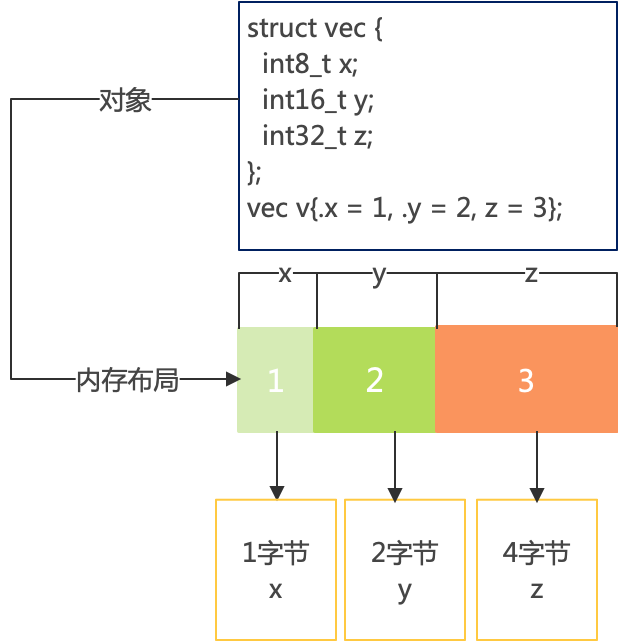 struct vec {
int8_t x;
int16_t y;
int32_t z;
};
vec v{.x = 1, .y = 2, z = 3};
对象
x
y
z
内存布局
1
2
3
1字节
x
2字节
y
4字节
z